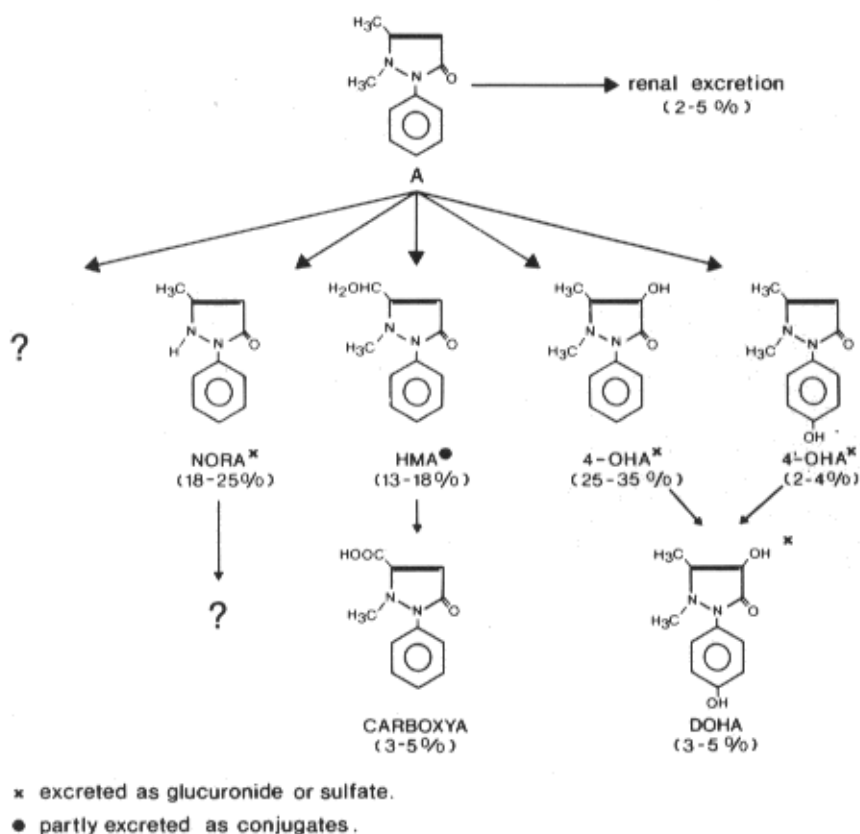 H₃C
H₃C
N
N
O
renal excretion
(2-5 %)
A
?
H₃C
N
H
N
O
NORA×
(18-25%)
H₂OHC
N
H₃C
N
O
HMA●
(13-18%)
H₃C
OH
N
H₃C
N
O
4-OHA×
(25-35 %)
H₃C
N
H₃C
N
O
OH
4'-OHA×
(2-4%)
?
HOOC
N
H₃C
N
O
CARBOXYA
(3-5%)
H₃C
OH
×
N
H₃C
N
O
OH
DOHA
(3-5 %)
× excreted as glucuronide or sulfate.
● partly excreted as conjugates.